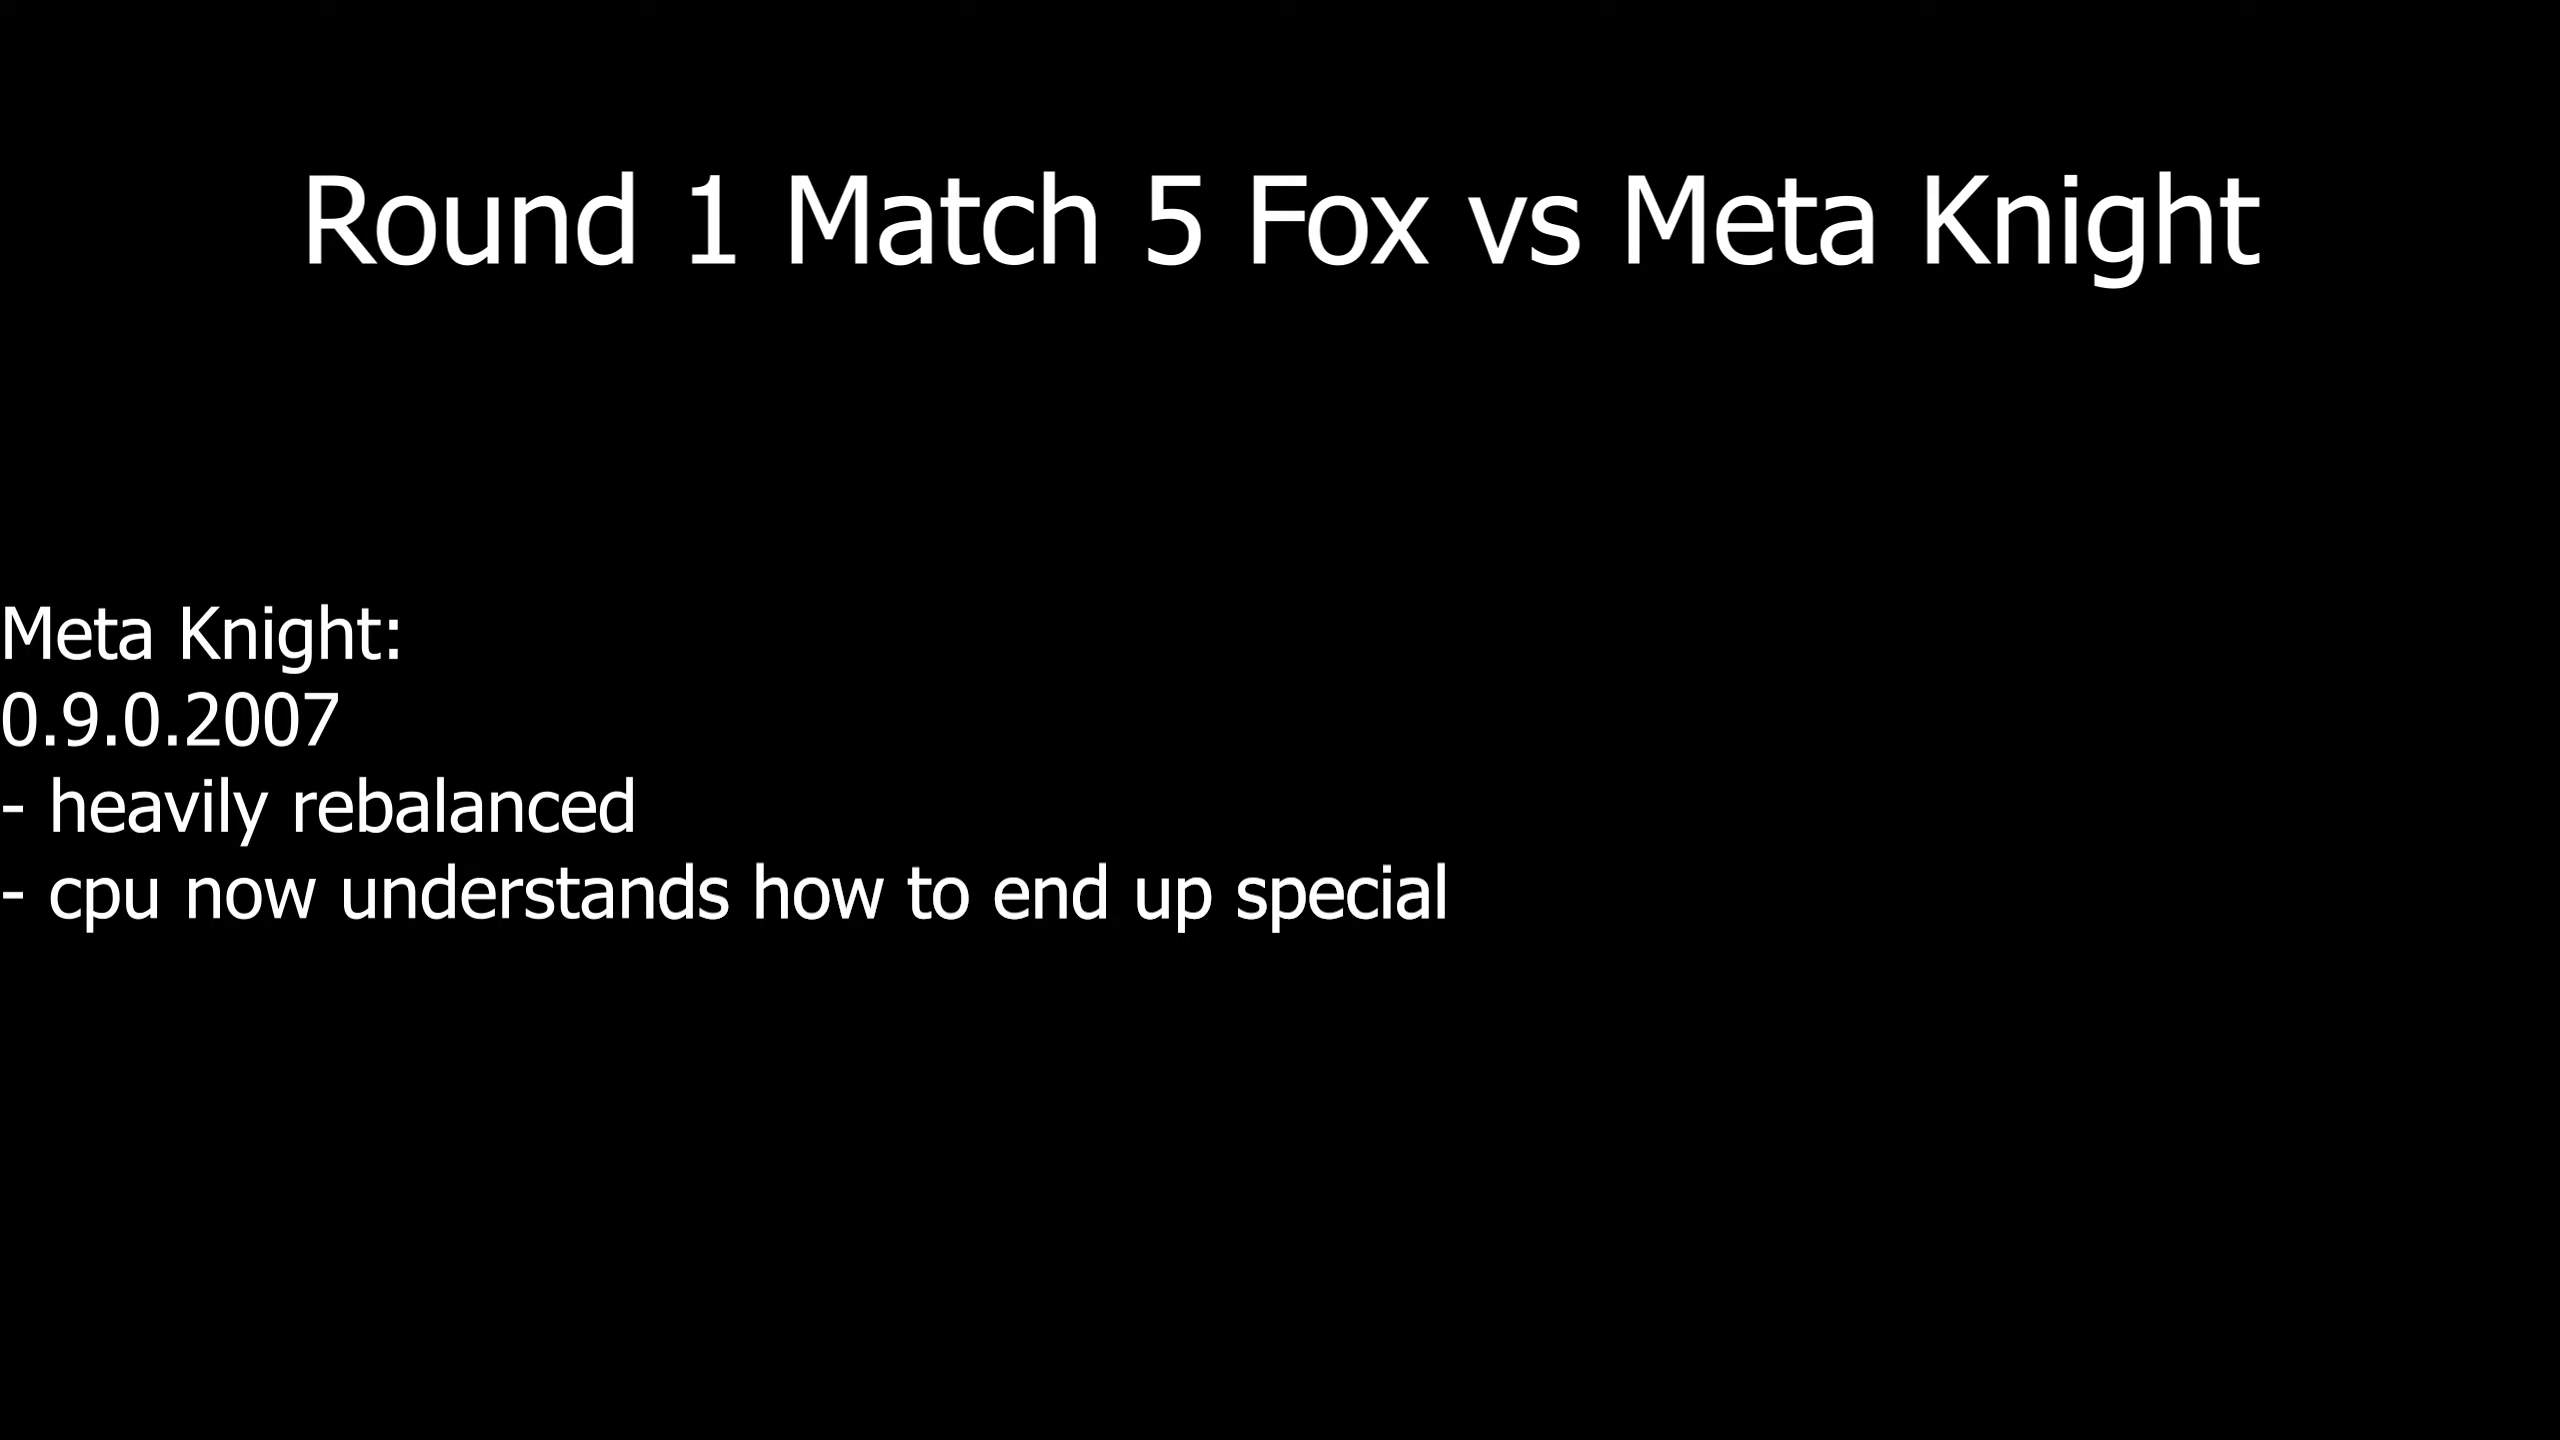 Round 1 Match 5 Fox vs Meta Knight
Meta Knight:
0.9.0.2007
- heavily rebalanced
- cpu now understands how to end up special